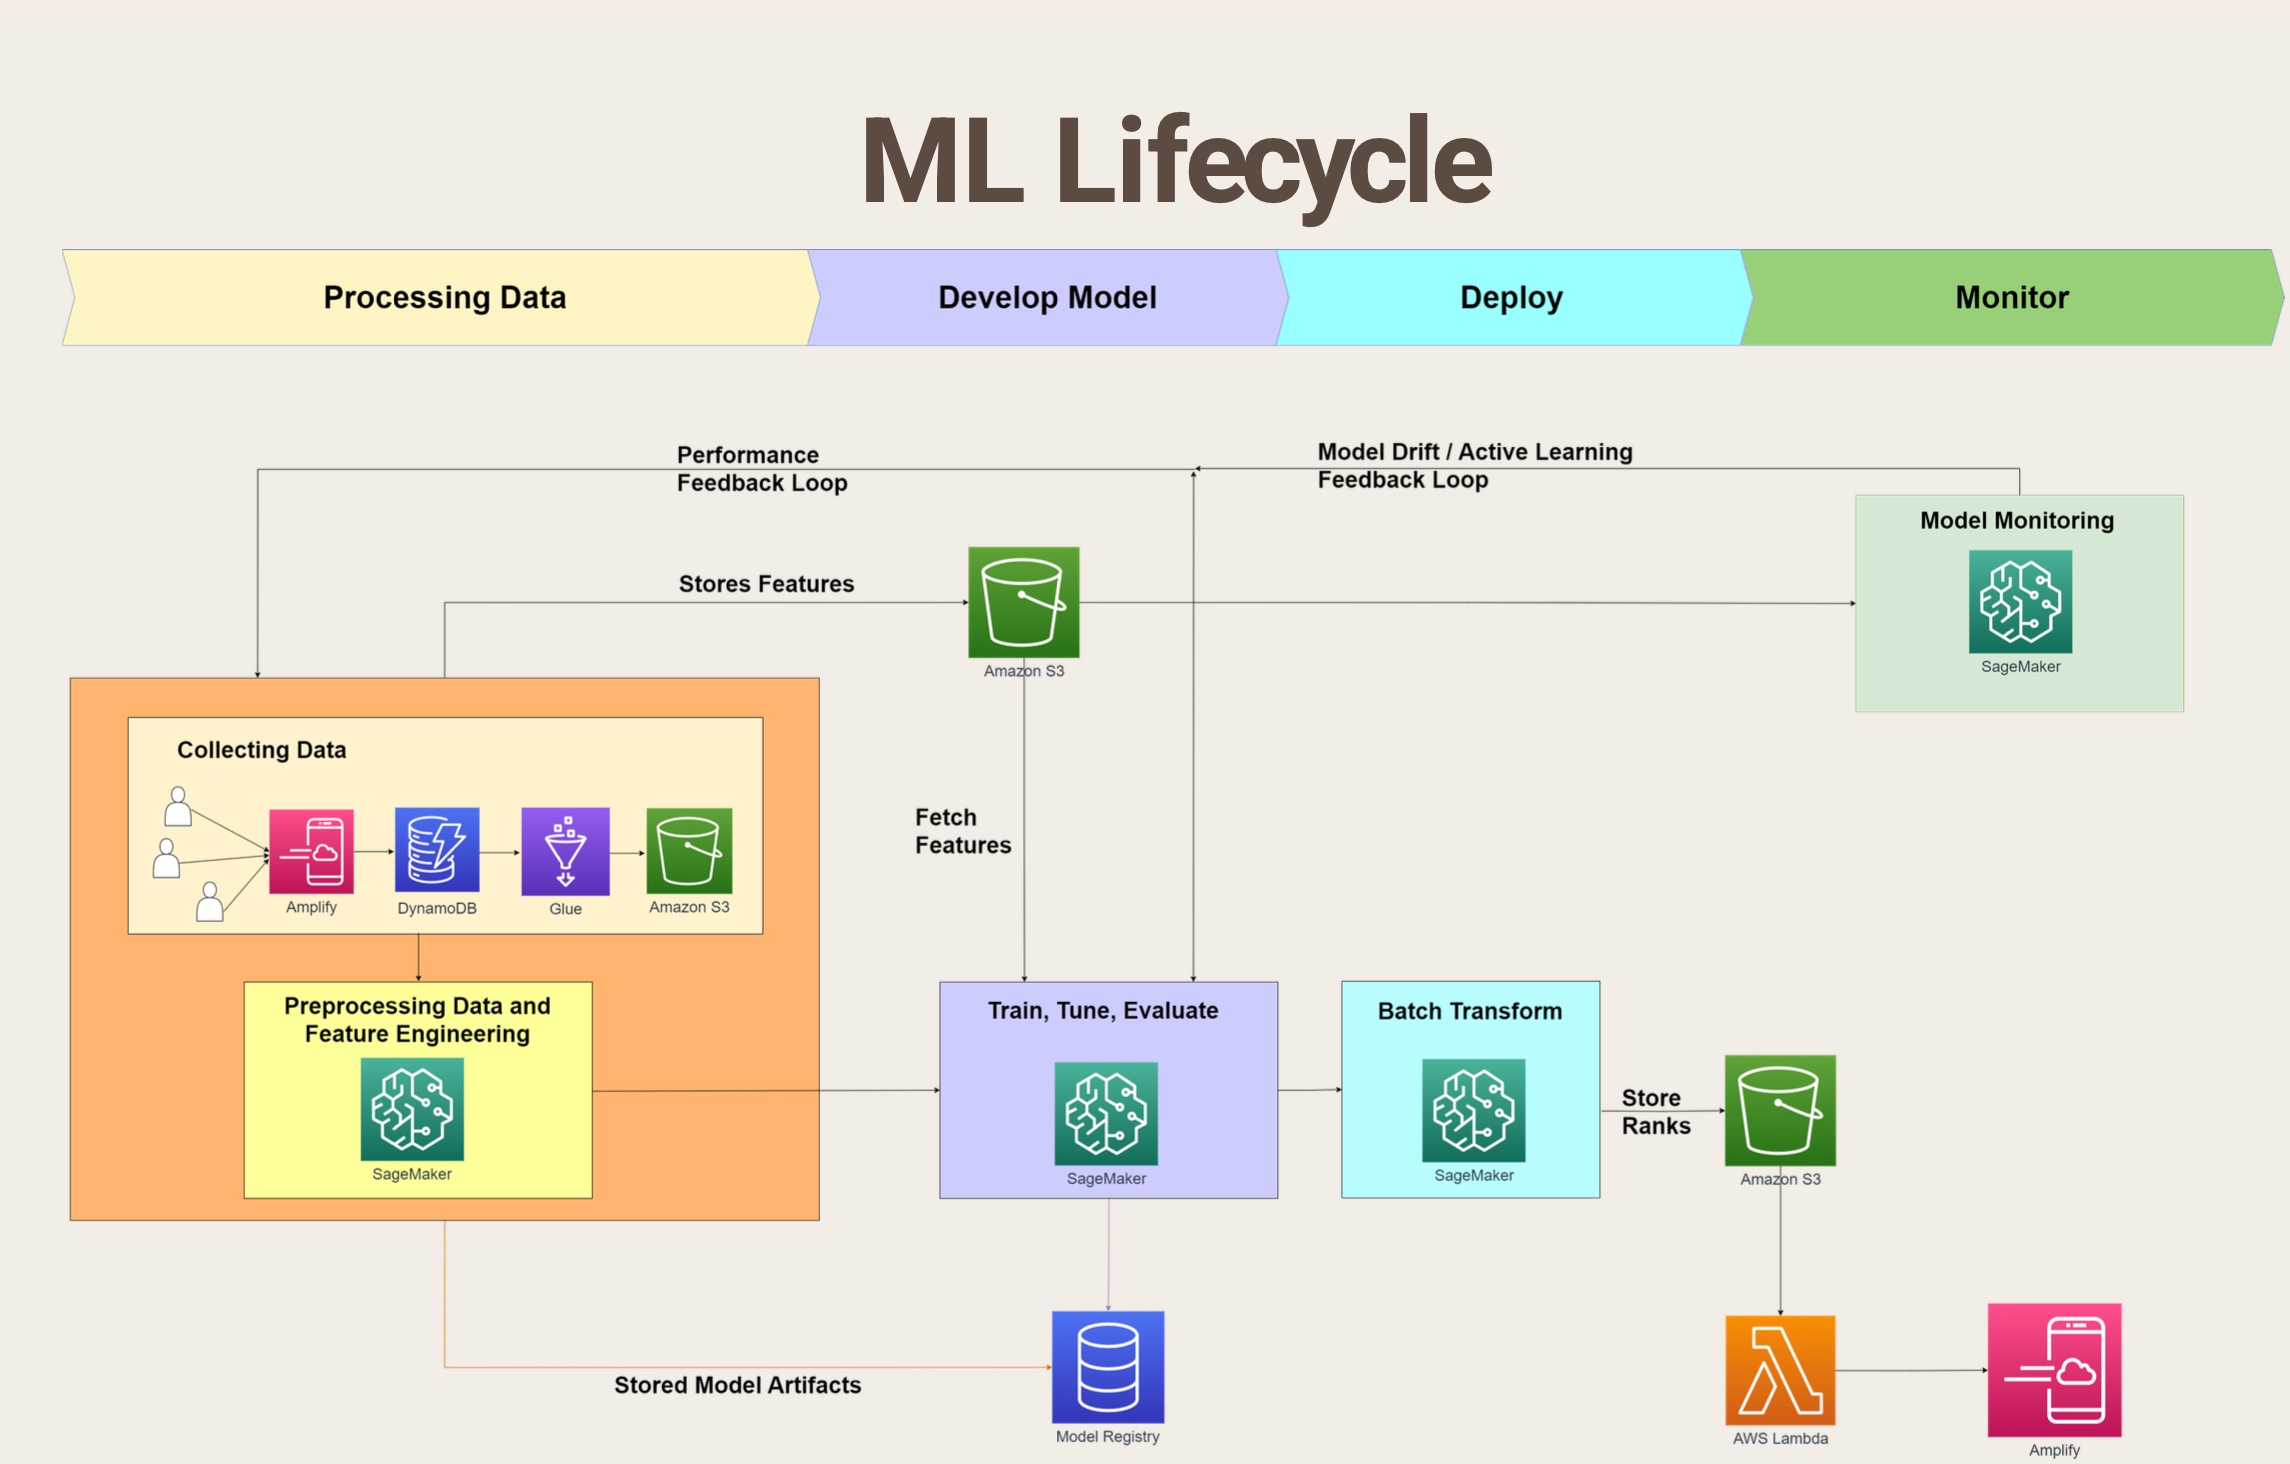 ML Lifecycle
Processing Data
Develop Model
Deploy
Monitor
Performance
Feedback Loop
Model Drift / Active Learning
Feedback Loop
Model Monitoring
SageMaker
Stores Features
Amazon S3
Collecting Data
Amplify
DynamoDB
Glue
Amazon S3
Fetch
Features
Preprocessing Data and
Feature Engineering
SageMaker
Train, Tune, Evaluate
SageMaker
Batch Transform
SageMaker
Store
Ranks
Amazon S3
Stored Model Artifacts
Model Registry
AWS Lambda
Amplify